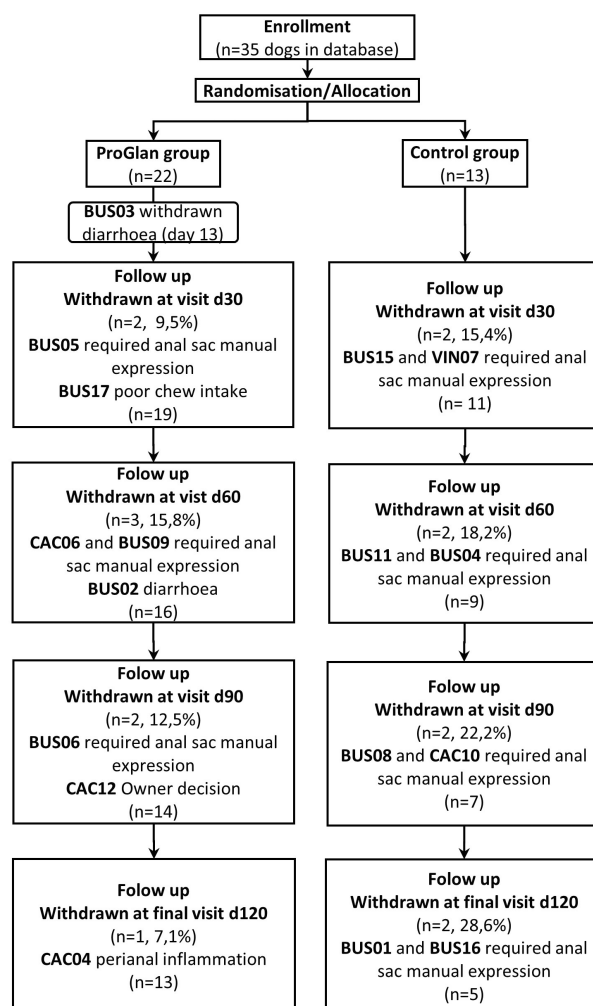 Enrollment
(n=35 dogs in database)
Randomisation/Allocation
ProGlan group
(n=22)
Control group
(n=13)
BUS03 withdrawn
diarrhoea (day 13)
Follow up
Withdrawn at visit d30
(n=2,  9,5%)
BUS05 required anal sac manual
expression
BUS17 poor chew intake
(n=19)
Follow up
Withdrawn at visit d30
(n=2, 15,4%)
BUS15 and VIN07 required anal
sac manual expression
(n= 11)
Folow up
Withdrawn at vist d60
(n=3, 15,8%)
CAC06 and BUS09 required anal
sac manual expression
BUS02 diarrhoea
(n=16)
Folow up
Withdrawn at visit d60
(n=2, 18,2%)
BUS11 and BUS04 required anal
sac manual expression
(n=9)
Folow up
Withdrawn at visit d90
(n=2, 12,5%)
BUS06 required anal sac manual
expression
CAC12 Owner decision
(n=14)
Folow up
Withdrawn at visit d90
(n=2, 22,2%)
BUS08 and CAC10 required anal
sac manual expression
(n=7)
Folow up
Withdrawn at final visit d120
(n=1, 7,1%)
CAC04 perianal inflammation
(n=13)
Folow up
Withdrawn at final visit d120
(n=2, 28,6%)
BUS01 and BUS16 required anal
sac manual expression
(n=5)